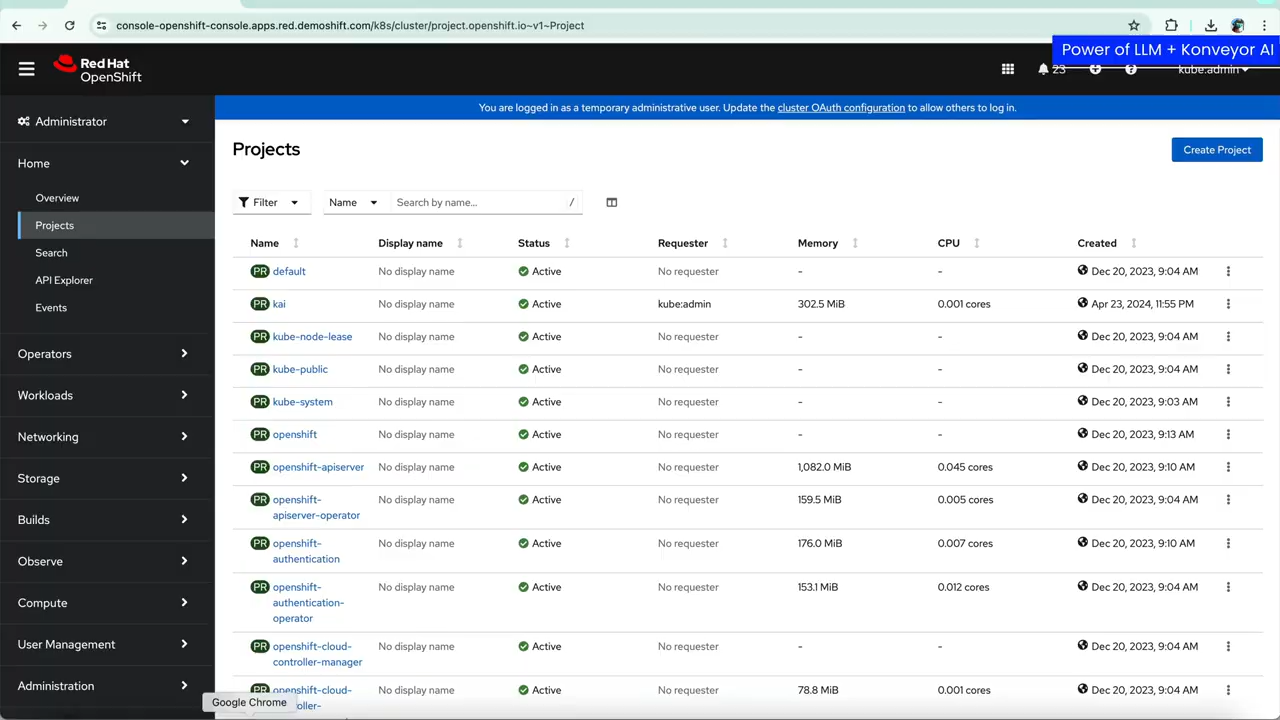 console-openshift-console.apps.red.demoshift.com/k8s/cluster/project.openshift.io~v1~Project
Power of LLM + Konveyor AI
Red Hat
OpenShift
23
kube:admin
You are logged in as a temporary administrative user. Update the cluster OAuth configuration to allow others to log in.
Administrator
Home
Overview
Projects
Search
API Explorer
Events
Operators
Workloads
Networking
Storage
Builds
Observe
Compute
User Management
Administration
Projects
Create Project
Filter Name Search by name... /
Name Display name Status Requester Memory CPU Created
PR default No display name Active No requester - - Dec 20, 2023, 9:04 AM
PR kai No display name Active kube:admin 302.5 MiB 0.001 cores Apr 23, 2024, 11:55 PM
PR kube-node-lease No display name Active No requester - - Dec 20, 2023, 9:04 AM
PR kube-public No display name Active No requester - - Dec 20, 2023, 9:04 AM
PR kube-system No display name Active No requester - - Dec 20, 2023, 9:03 AM
PR openshift No display name Active No requester - - Dec 20, 2023, 9:13 AM
PR openshift-apiserver No display name Active No requester 1,082.0 MiB 0.045 cores Dec 20, 2023, 9:10 AM
PR openshift- No display name Active No requester 159.5 MiB 0.005 cores Dec 20, 2023, 9:04 AM
apiserver-operator
PR openshift- No display name Active No requester 176.0 MiB 0.007 cores Dec 20, 2023, 9:10 AM
authentication
PR openshift- No display name Active No requester 153.1 MiB 0.012 cores Dec 20, 2023, 9:04 AM
authentication-
operator
PR openshift-cloud- No display name Active No requester - - Dec 20, 2023, 9:04 AM
controller-manager
PR openshift-cloud- No display name Active No requester 78.8 MiB 0.001 cores Dec 20, 2023, 9:04 AM
oller-
Google Chrome